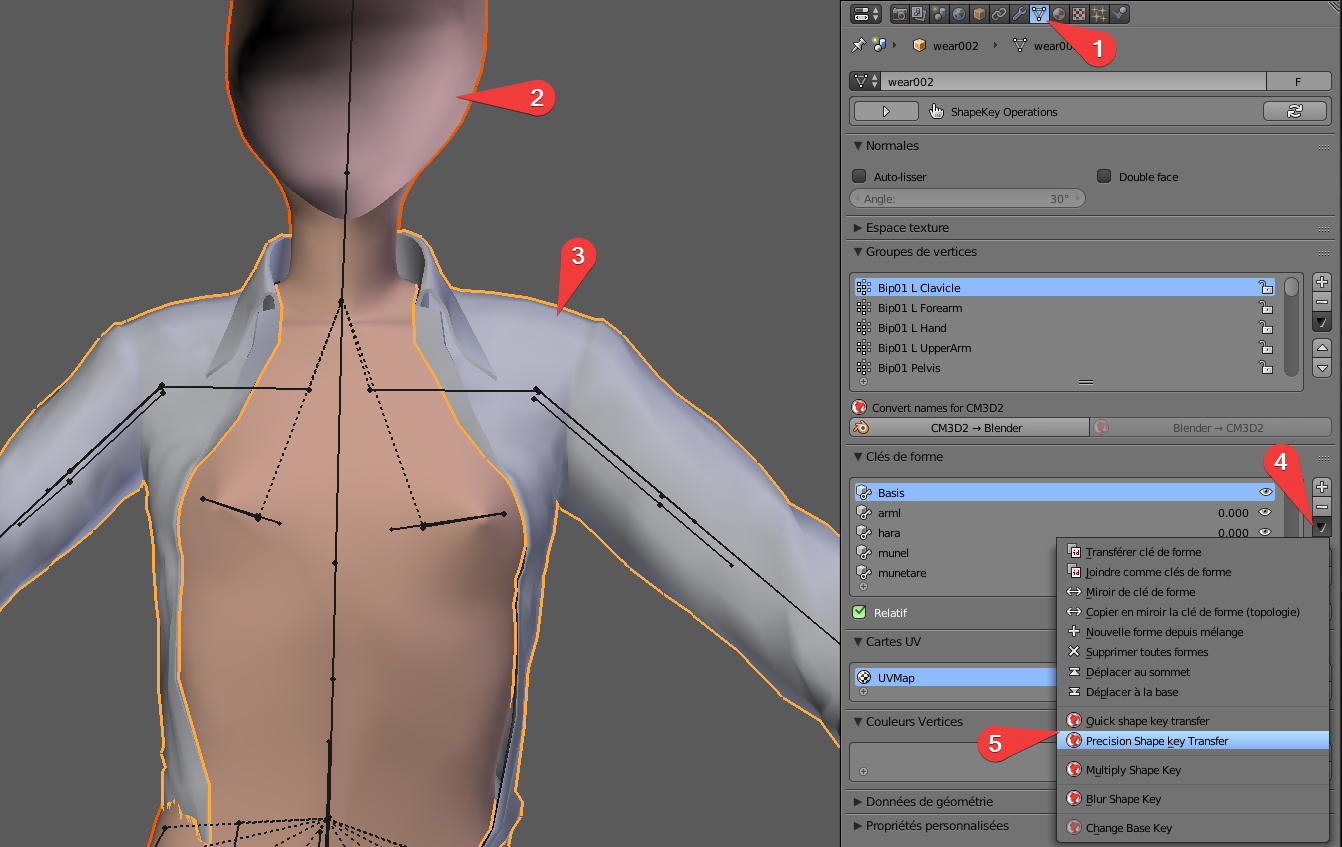 1
wear002
wear00
2
wear002
F
ShapeKey Operations
Normales
Auto-lisser
Double face
Angle:
30°
Espace texture
Groupes de vertices
3
Bip01 L Clavicle
Bip01 L Forearm
Bip01 L Hand
Bip01 L UpperArm
Bip01 Pelvis
Convert names for CM3D2
CM3D2 → Blender
Blender → CM3D2
Clés de forme
4
Basis
arml
0.000
hara
0.000
munel
munetare
Relatif
Cartes UV
UVMap
Couleurs Vertices
5
Données de géométrie
Propriétés personnalisées
Transférer clé de forme
Joindre comme clés de forme
Miroir de clé de forme
Copier en miroir la clé de forme (topologie)
Nouvelle forme depuis mélange
Supprimer toutes formes
Déplacer au sommet
Déplacer à la base
Quick shape key transfer
Precision Shape key Transfer
Multiply Shape Key
Blur Shape Key
Change Base Key